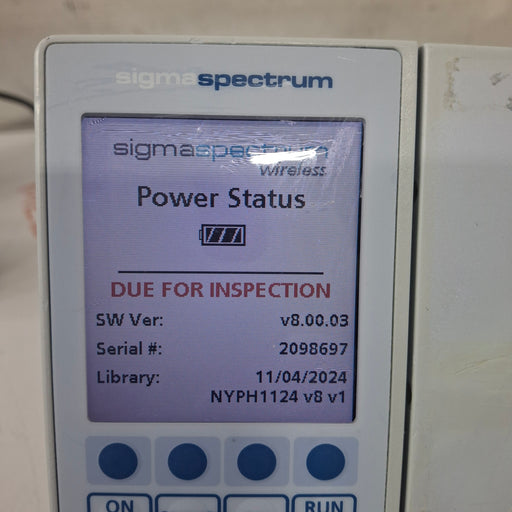 sigmaspectrum
sigmaspectrum
wireless
Power Status
DUE FOR INSPECTION
SW Ver: v8.00.03
Serial #: 2098697
Library: 11/04/2024
NYPH1124 v8 v1
ON RUN